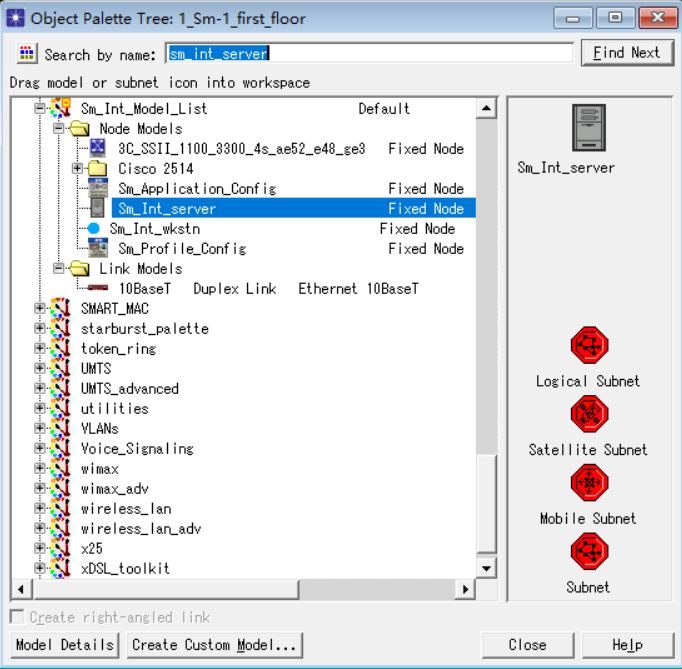 Object Palette Tree: 1_Sm-1_first_floor
Search by name: sm_int_server Find Next
Drag model or subnet icon into workspace
Sm_Int_Model_List Default
Node Models
3C_SSII_1100_3300_4s_ae52_e48_ge3 Fixed Node
Cisco 2514
Sm_Application_Config Fixed Node
Sm_Int_server Fixed Node
Sm_Int_wkstn Fixed Node
Sm_Profile_Config Fixed Node
Link Models
10BaseT Duplex Link Ethernet 10BaseT
SMART_MAC
starburst_palette
token_ring
UMTS
UMTS_advanced
utilities
VLANs
Voice_Signaling
wimax
wimax_adv
wireless_lan
wireless_lan_adv
x25
xDSL_toolkit
Sm_Int_server
Logical Subnet
Satellite Subnet
Mobile Subnet
Subnet
Create right-angled link
Model Details Create Custom Model... Close Help